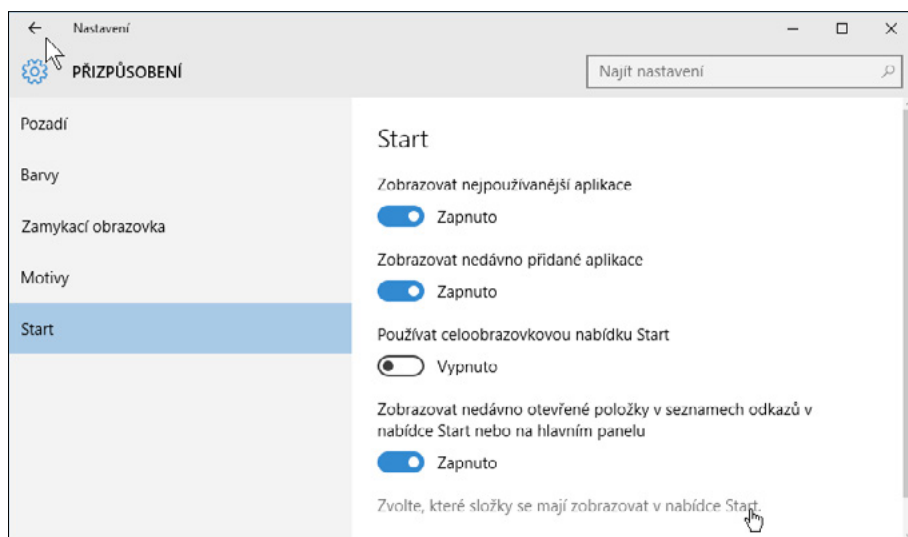 Nastavení
PŘIZPŮSOBENÍ
Najít nastavení
Pozadí
Barvy
Zamykací obrazovka
Motivy
Start
Start
Zobrazovat nejpoužívanější aplikace
Zapnuto
Zobrazovat nedávno přidané aplikace
Zapnuto
Používat celoobrazovkovou nabídku Start
Vypnuto
Zobrazovat nedávno otevřené položky v seznamech odkazů v
nabídce Start nebo na hlavním panelu
Zapnuto
Zvolte, které složky se mají zobrazovat v nabídce Start.